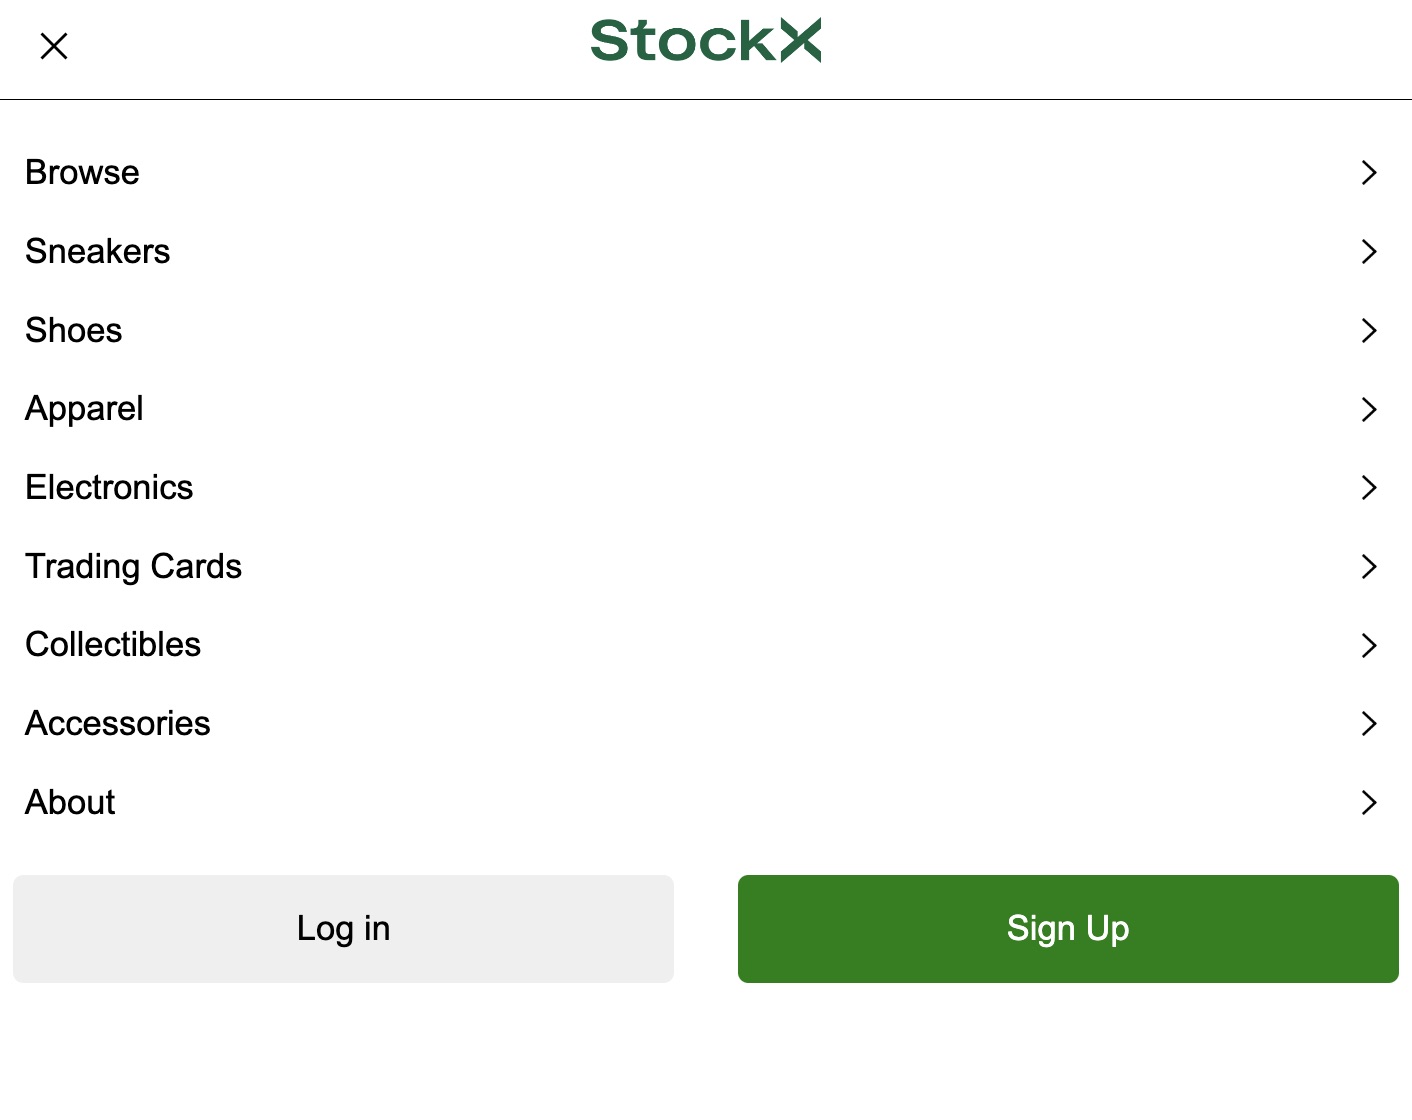 StockX
Browse
Sneakers
Shoes
Apparel
Electronics
Trading Cards
Collectibles
Accessories
About
Log in
Sign Up